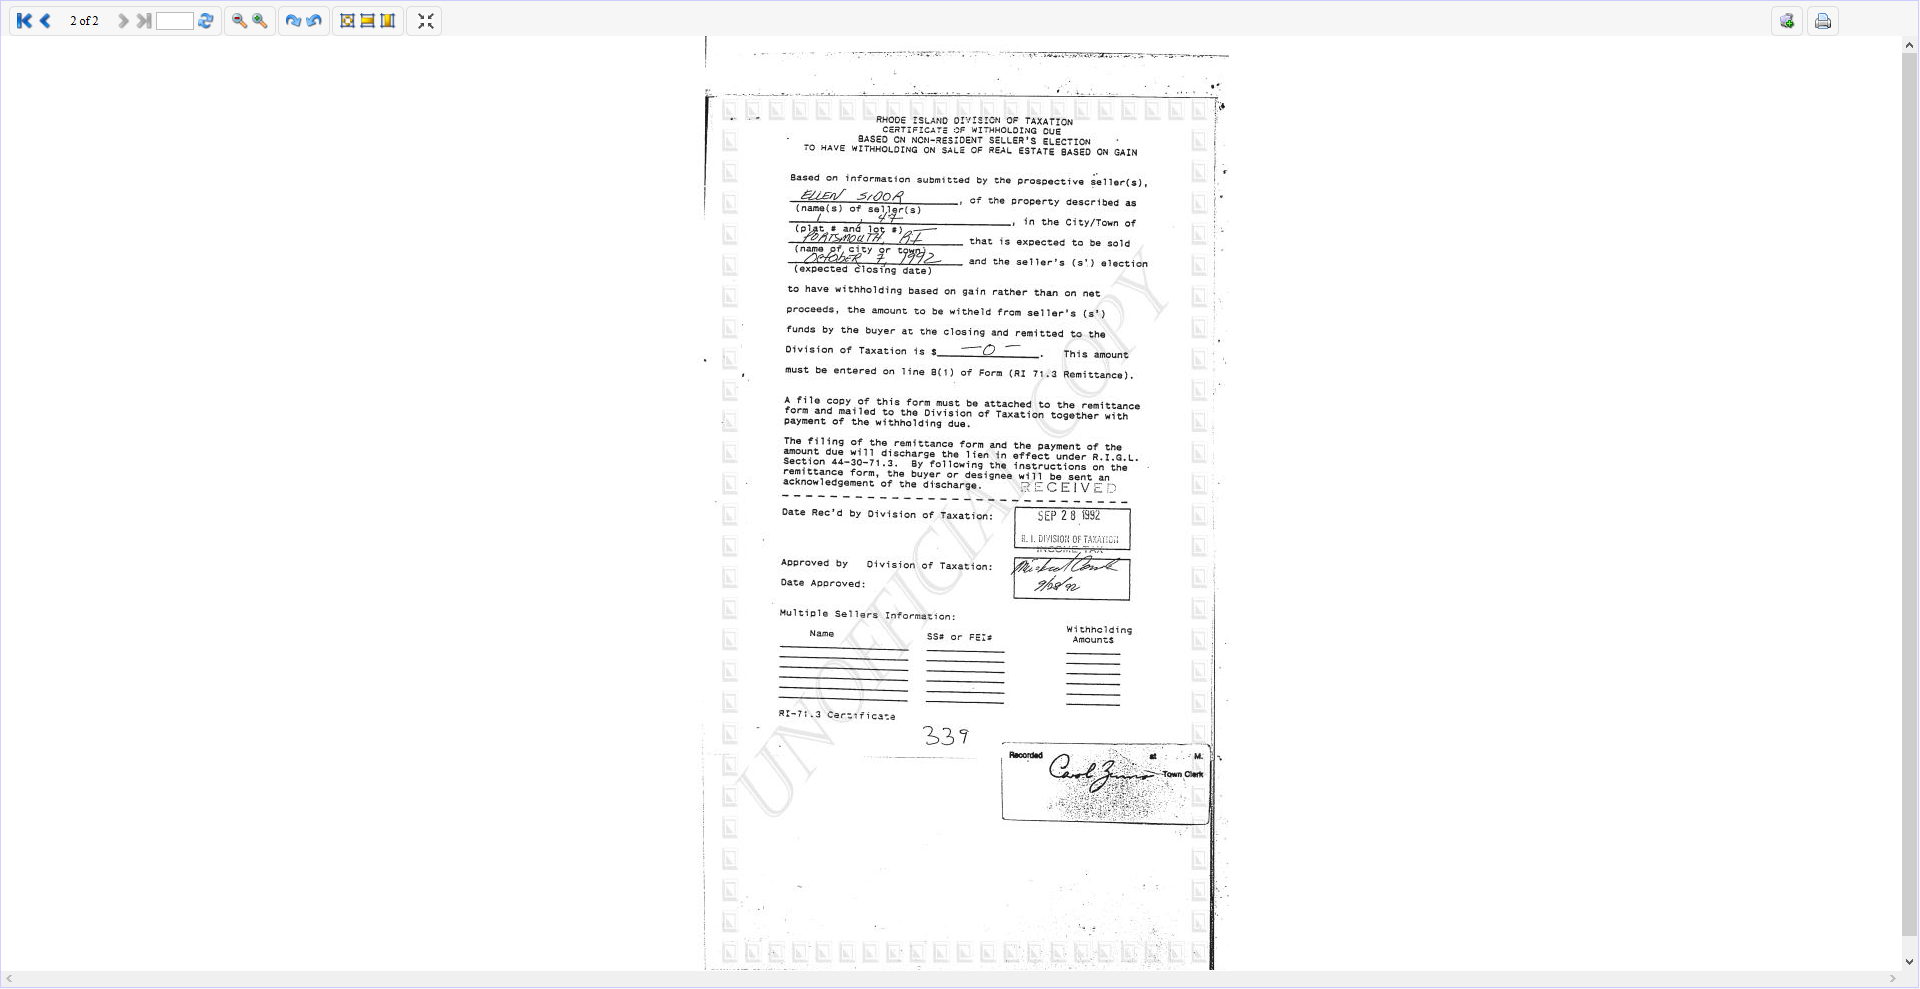 2 of 2
RHODE ISLAND DIVISION OF TAXATION
CERTIFICATE OF WITHHOLDING DUE
BASED ON NON-RESIDENT SELLER'S ELECTION
TO HAVE WITHHOLDING ON SALE OF REAL ESTATE BASED ON GAIN
Based on information submitted by the prospective seller(s),
ELLEN SIDOR, of the property described as
(name(s) of seller(s)
1, 47, in the City/Town of
(plat # and lot #)
PORTSMOUTH, RI that is expected to be sold
(name of city or town)
OCTOBER 7, 1992 and the seller's (s') election
(expected closing date)
to have withholding based on gain rather than on net
proceeds, the amount to be witheld from seller's (s')
funds by the buyer at the closing and remitted to the
Division of Taxation is $ -0-. This amount
must be entered on line B(1) of Form (RI 71.3 Remittance).
A file copy of this form must be attached to the remittance
form and mailed to the Division of Taxation together with
payment of the withholding due.
The filing of the remittance form and the payment of the
amount due will discharge the lien in effect under R.I.G.L.
Section 44-30-71.3. By following the instructions on the
remittance form, the buyer or designee will be sent an
acknowledgement of the discharge.
RECEIVED
Date Rec'd by Division of Taxation: SEP 28 1992
R. I. DIVISION OF TAXATION
INCOME TAX
Approved by Division of Taxation: Michael
Date Approved: 9/28/92
Multiple Sellers Information:
Name SS# or FEI# Withholding Amount$
RI-71.3 Certificate
339
Recorded at M.
Carol Town Clerk
UNOFFICIAL COPY